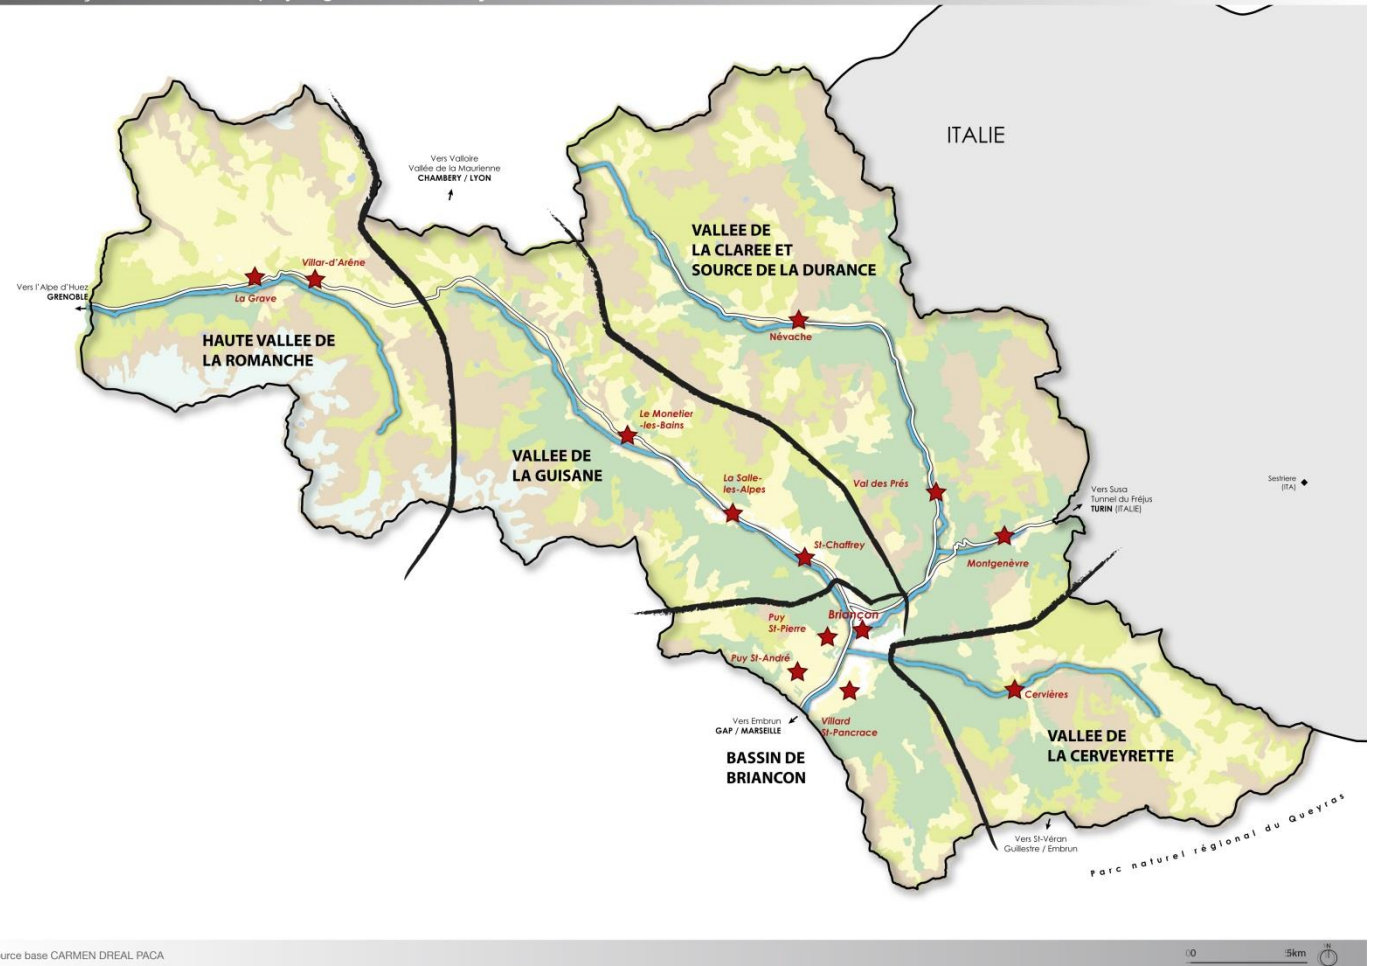 ITALIE
Vers Valloire
Vallée de la Maurienne
CHAMBERY / LYON
VALLEE DE
LA CLAREE ET
SOURCE DE LA DURANCE
Villar-d'Arêne
La Grave
Vers l'Alpe d'Huez
GRENOBLE
HAUTE VALLEE DE
LA ROMANCHE
Névache
Le Monetier
-les-Bains
VALLEE DE
LA GUISANE
La Salle-
les-Alpes
Val des Prés
Sestriere
(ITA)
Vers Susa
Tunnel du Fréjus
TURIN (ITALIE)
St-Chaffrey
Montgenèvre
Puy
St-Pierre
Briançon
Puy St-André
Cervières
Vers Embrun
GAP / MARSEILLE
Villard
St-Pancrace
BASSIN DE
BRIANCON
VALLEE DE
LA CERVEYRETTE
Vers St-Véran
Guillestre / Embrun
Parc naturel régional du Queyras
urce base CARMEN DREAL PACA
0
5km
N